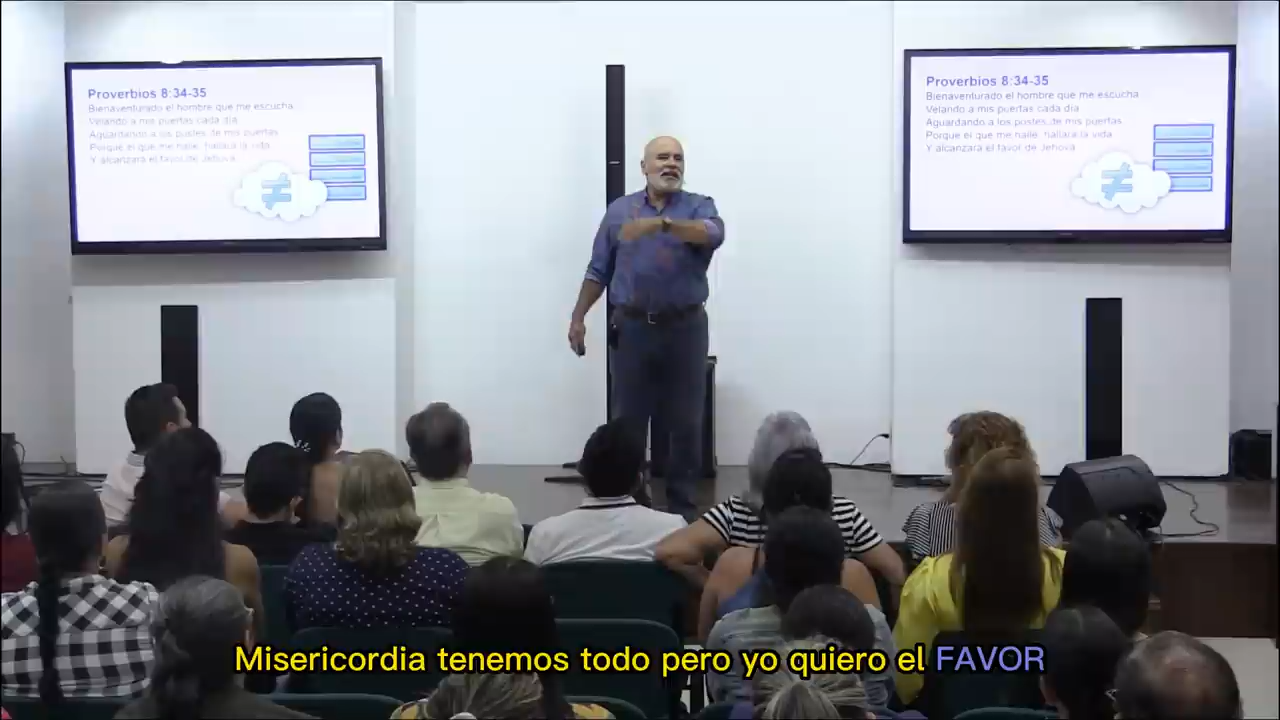 Proverbios 8:34-35
Bienaventurado el hombre que me escucha
Velando a mis puertas cada día
Aguardando a los postes de mis puertas
Porque el que me halle, hallará la vida
Y alcanzará el favor de Jehová
≠
Proverbios 8:34-35
Bienaventurado el hombre que me escucha
Velando a mis puertas cada día
Aguardando a los postes de mis puertas
Porque el que me halle, hallará la vida
Y alcanzará el favor de Jehová
≠
Misericordia tenemos todo pero yo quiero el FAVOR